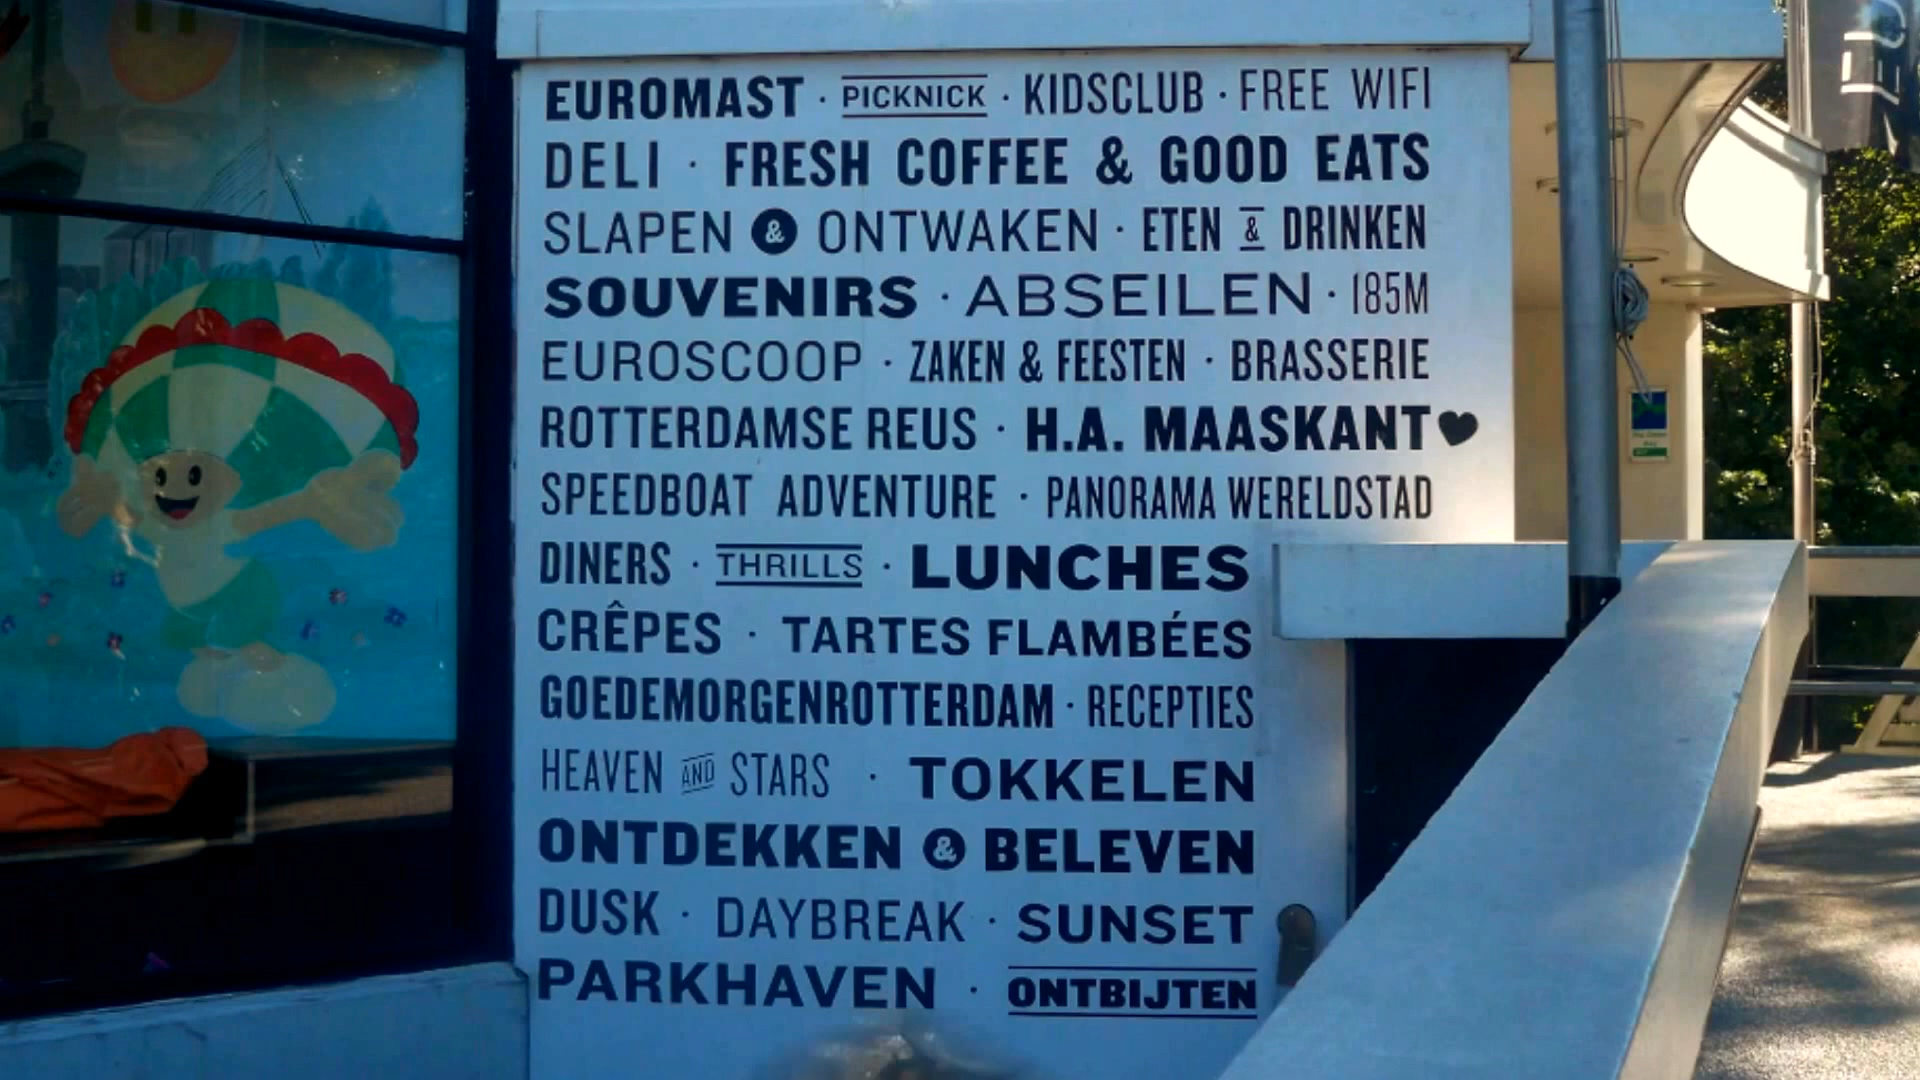 EUROMAST · PICKNICK · KIDSCLUB · FREE WIFI
DELI · FRESH COFFEE & GOOD EATS
SLAPEN & ONTWAKEN · ETEN & DRINKEN
SOUVENIRS · ABSEILEN · 185M
EUROSCOOP · ZAKEN & FEESTEN · BRASSERIE
ROTTERDAMSE REUS · H.A. MAASKANT♥
SPEEDBOAT ADVENTURE · PANORAMA WERELDSTAD
DINERS · THRILLS · LUNCHES
CRÊPES · TARTES FLAMBÉES
GOEDEMORGENROTTERDAM · RECEPTIES
HEAVEN AND STARS · TOKKELEN
ONTDEKKEN & BELEVEN
DUSK · DAYBREAK · SUNSET
PARKHAVEN · ONTBIJTEN